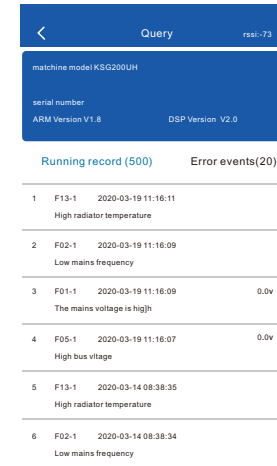 Query rssi:-73
matchine model KSG200UH
serial number
ARM Version V1.8 DSP Version V2.0
Running record (500) Error events(20)
1 F13-1 2020-03-19 11:16:11
High radiator temperature
2 F02-1 2020-03-19 11:16:09
Low mains frequency
3 F01-1 2020-03-19 11:16:09 0.0v
The mains voltage is hig]h
4 F05-1 2020-03-19 11:16:07 0.0v
High bus vltage
5 F13-1 2020-03-14 08:38:35
High radiator temperature
6 F02-1 2020-03-14 08:38:34
Low mains frequency